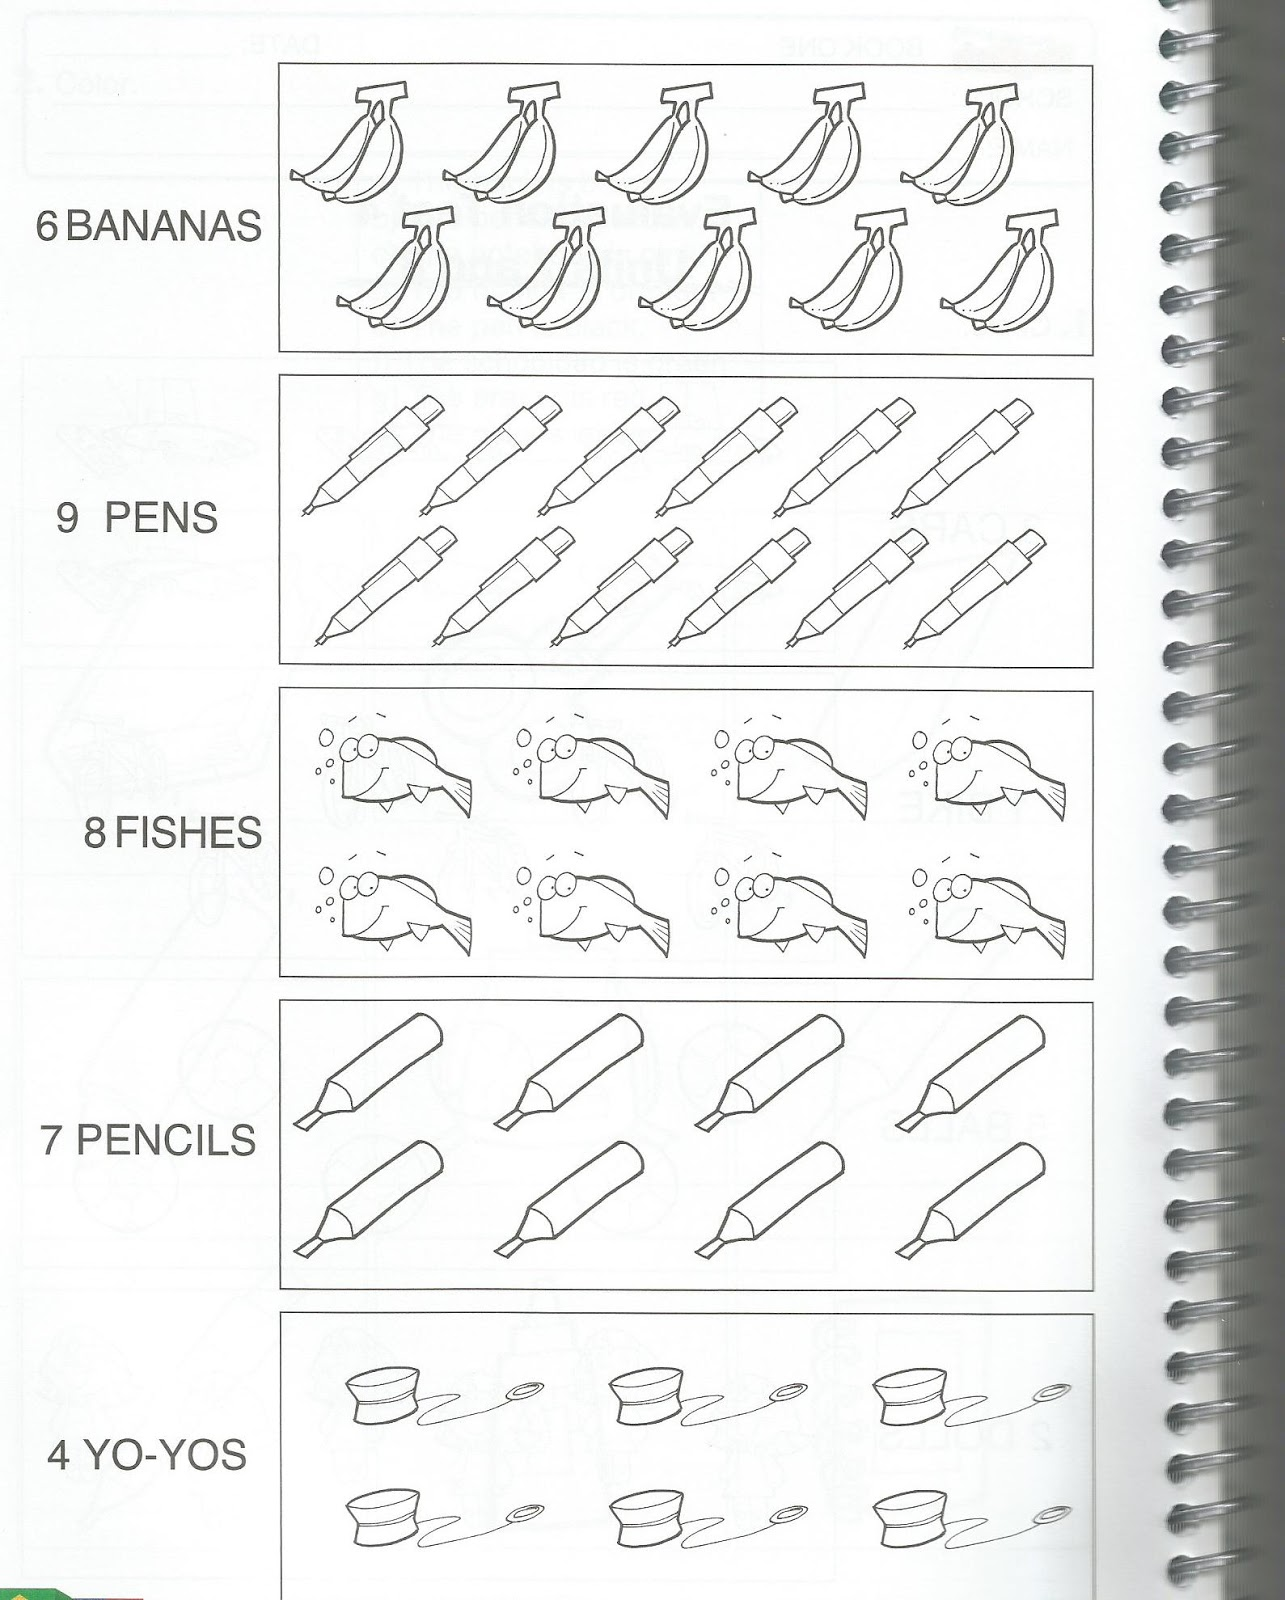 6 BANANAS
9 PENS
8 FISHES
7 PENCILS
4 YO-YOS